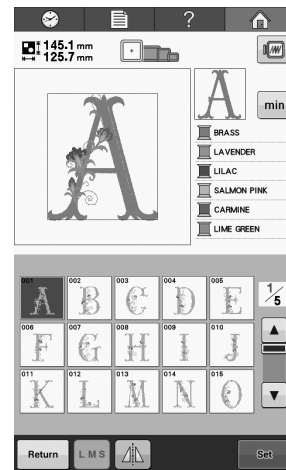 ?
145.1 mm
125.7 mm
A
A
min
BRASS
LAVENDER
LILAC
SALMON PINK
CARMINE
LIME GREEN
001 A
002 B
003 C
004 D
005 E
1/5
006 F
007 G
008 H
009 I
010 J
011 K
012 L
013 M
014 N
015 O
Return
L M S
Set